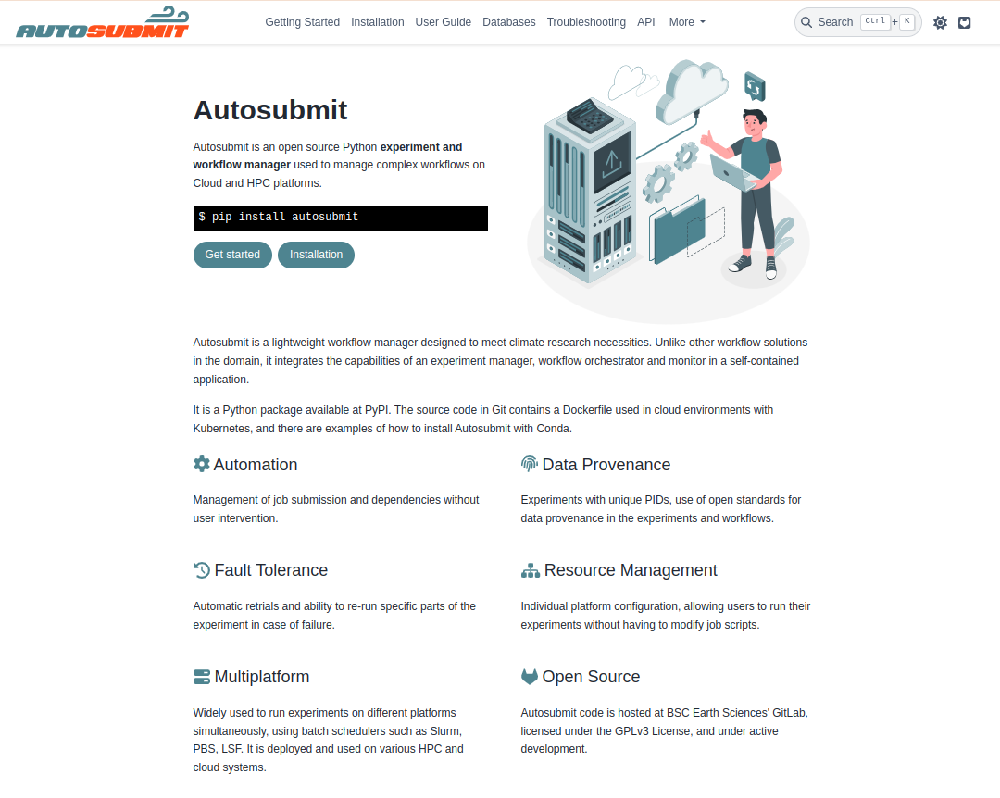 AUTOSUBMIT
Getting Started Installation User Guide Databases Troubleshooting API More
Search Ctrl + K
Autosubmit
Autosubmit is an open source Python experiment and
workflow manager used to manage complex workflows on
Cloud and HPC platforms.
$ pip install autosubmit
Get started Installation
Autosubmit is a lightweight workflow manager designed to meet climate research necessities. Unlike other workflow solutions
in the domain, it integrates the capabilities of an experiment manager, workflow orchestrator and monitor in a self-contained
application.
It is a Python package available at PyPI. The source code in Git contains a Dockerfile used in cloud environments with
Kubernetes, and there are examples of how to install Autosubmit with Conda.
Automation
Management of job submission and dependencies without
user intervention.
Data Provenance
Experiments with unique PIDs, use of open standards for
data provenance in the experiments and workflows.
Fault Tolerance
Automatic retrials and ability to re-run specific parts of the
experiment in case of failure.
Resource Management
Individual platform configuration, allowing users to run their
experiments without having to modify job scripts.
Multiplatform
Widely used to run experiments on different platforms
simultaneously, using batch schedulers such as Slurm,
PBS, LSF. It is deployed and used on various HPC and
cloud systems.
Open Source
Autosubmit code is hosted at BSC Earth Sciences' GitLab,
licensed under the GPLv3 License, and under active
development.